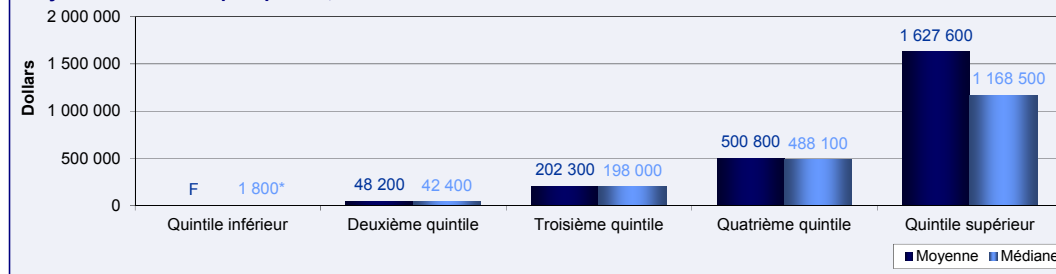 2 000 000
1 500 000
1 000 000
500 000
0
Dollars
F 1 800*
48 200 42 400
202 300 198 000
500 800 488 100
1 627 600
1 168 500
Quintile inférieur Deuxième quintile Troisième quintile Quatrième quintile Quintile supérieur
Moyenne Médiane